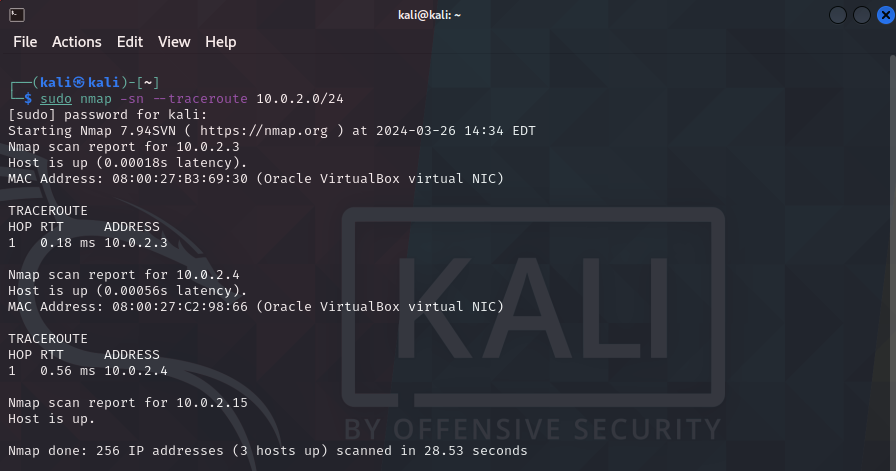 kali@kali: ~
File Actions Edit View Help
┌──(kali㉿kali)-[~]
└─$ sudo nmap -sn --traceroute 10.0.2.0/24
[sudo] password for kali:
Starting Nmap 7.94SVN ( https://nmap.org ) at 2024-03-26 14:34 EDT
Nmap scan report for 10.0.2.3
Host is up (0.00018s latency).
MAC Address: 08:00:27:B3:69:30 (Oracle VirtualBox virtual NIC)
TRACEROUTE
HOP RTT     ADDRESS
1   0.18 ms 10.0.2.3
Nmap scan report for 10.0.2.4
Host is up (0.00056s latency).
MAC Address: 08:00:27:C2:98:66 (Oracle VirtualBox virtual NIC)
TRACEROUTE
HOP RTT     ADDRESS
1   0.56 ms 10.0.2.4
Nmap scan report for 10.0.2.15
Host is up.
Nmap done: 256 IP addresses (3 hosts up) scanned in 28.53 seconds
KALI
BY OFFENSIVE SECURITY